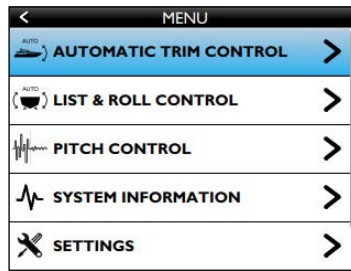 MENU
AUTO
AUTOMATIC TRIM CONTROL
AUTO
LIST & ROLL CONTROL
PITCH CONTROL
SYSTEM INFORMATION
SETTINGS